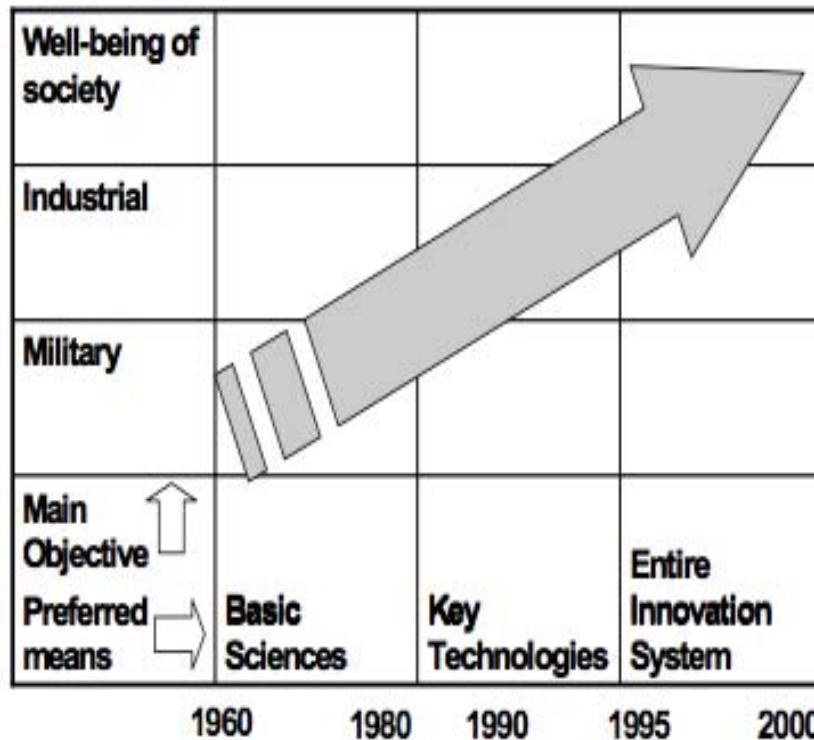 Well-being of
society
Industrial
Military
Main
Objective
Preferred
means
Basic
Sciences
Key
Technologies
Entire
Innovation
System
1960 1980 1990 1995 2000